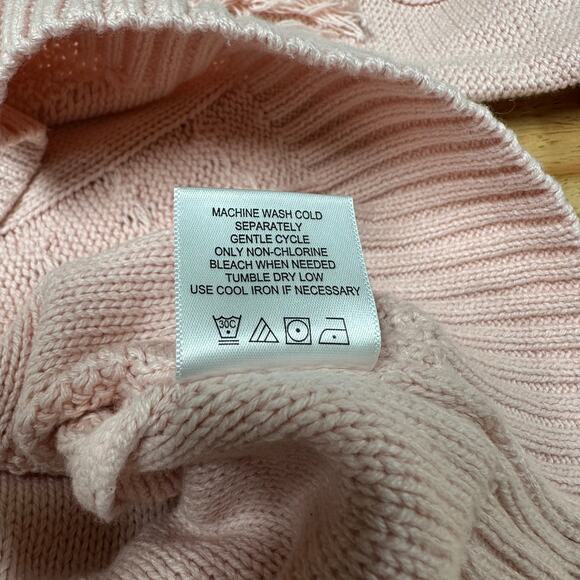 MACHINE WASH COLD
SEPARATELY
GENTLE CYCLE
ONLY NON-CHLORINE
BLEACH WHEN NEEDED
TUMBLE DRY LOW
USE COOL IRON IF NECESSARY
30C